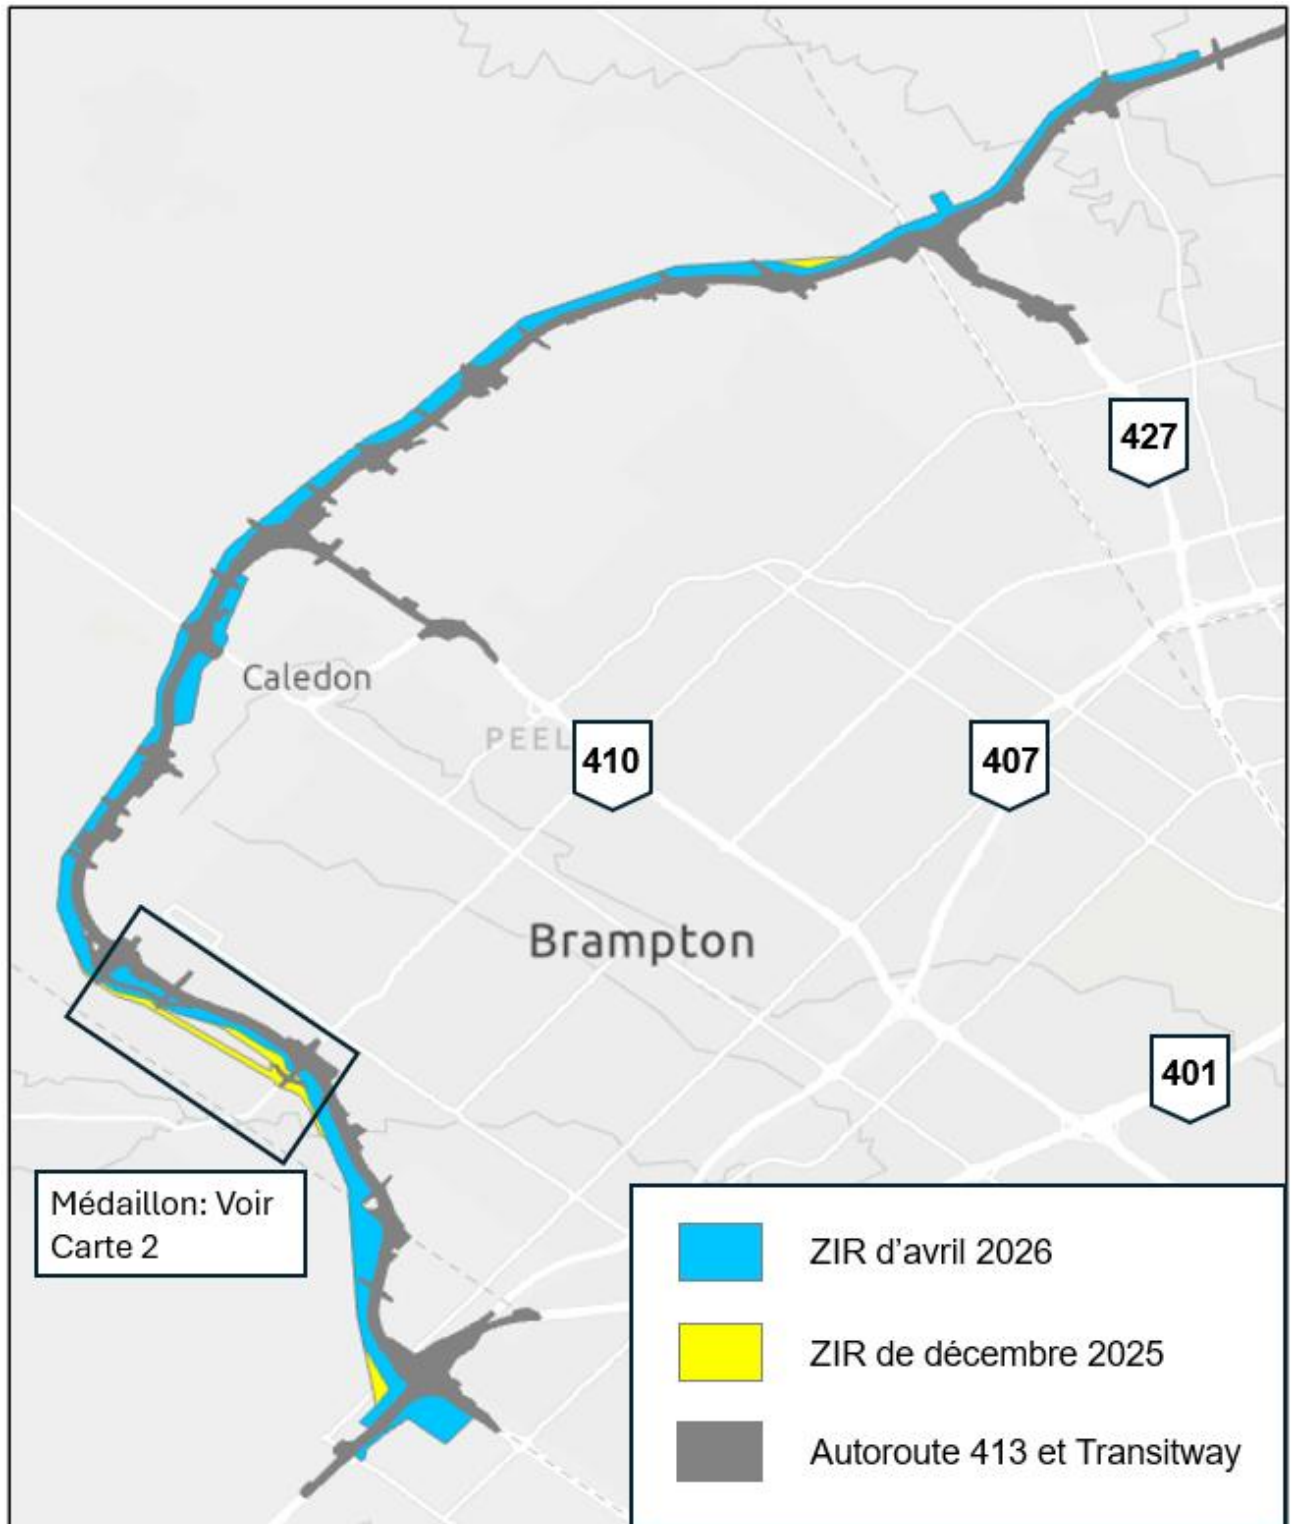 427
Caledon
PEEL
410
407
Brampton
401
Médaillon: Voir
Carte 2
ZIR d'avril 2026
ZIR de décembre 2025
Autoroute 413 et Transitway